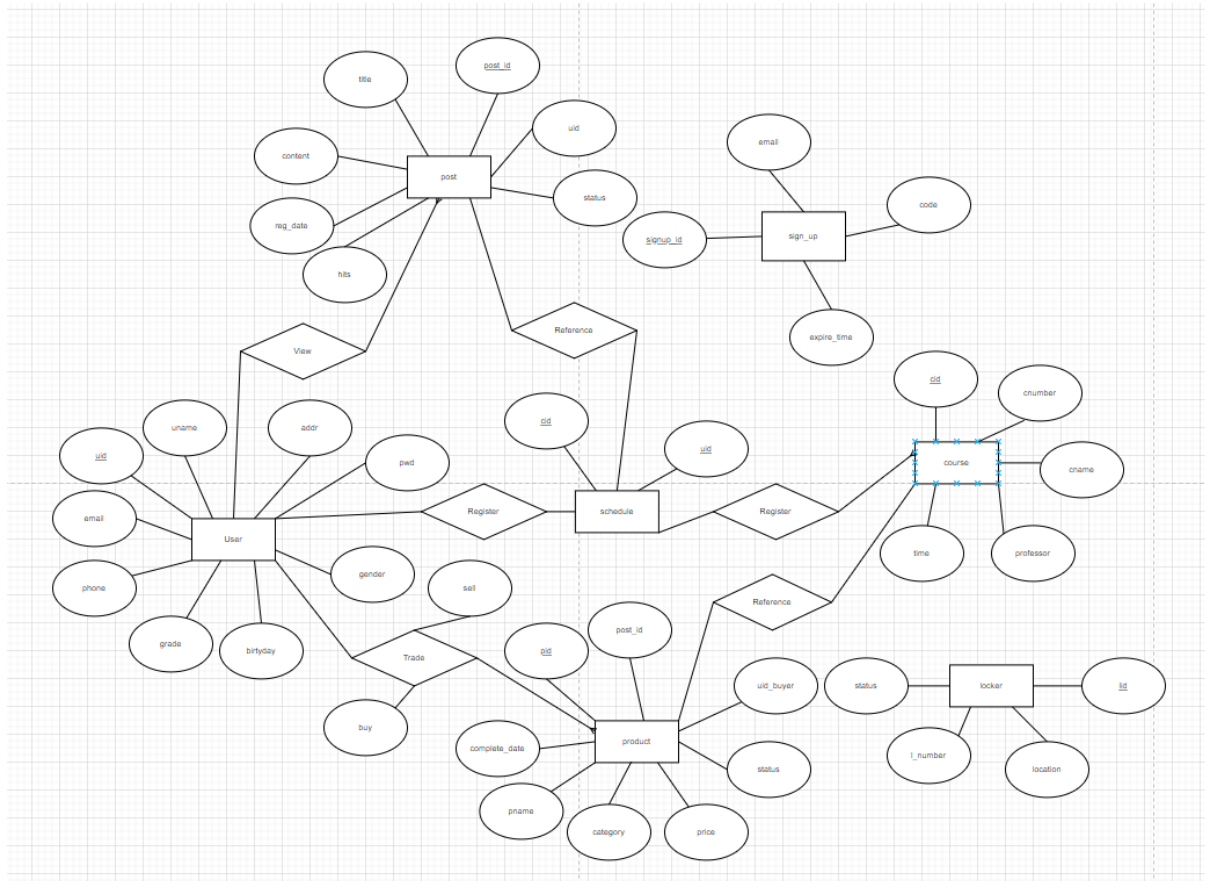 post_id
title
uid
email
content
post
status
code
reg_date
sign_up
signup_id
hits
Reference
expire_time
View
cid
cnumber
uname
addr
cid
uid
uid
pwd
course
cname
email
Register
schedule
Register
User
time
professor
phone
gender
sell
Reference
grade
birtyday
post_id
Trade
pid
uid_buyer
status
locker
lid
buy
complete_date
product
status
l_number
location
pname
category
price